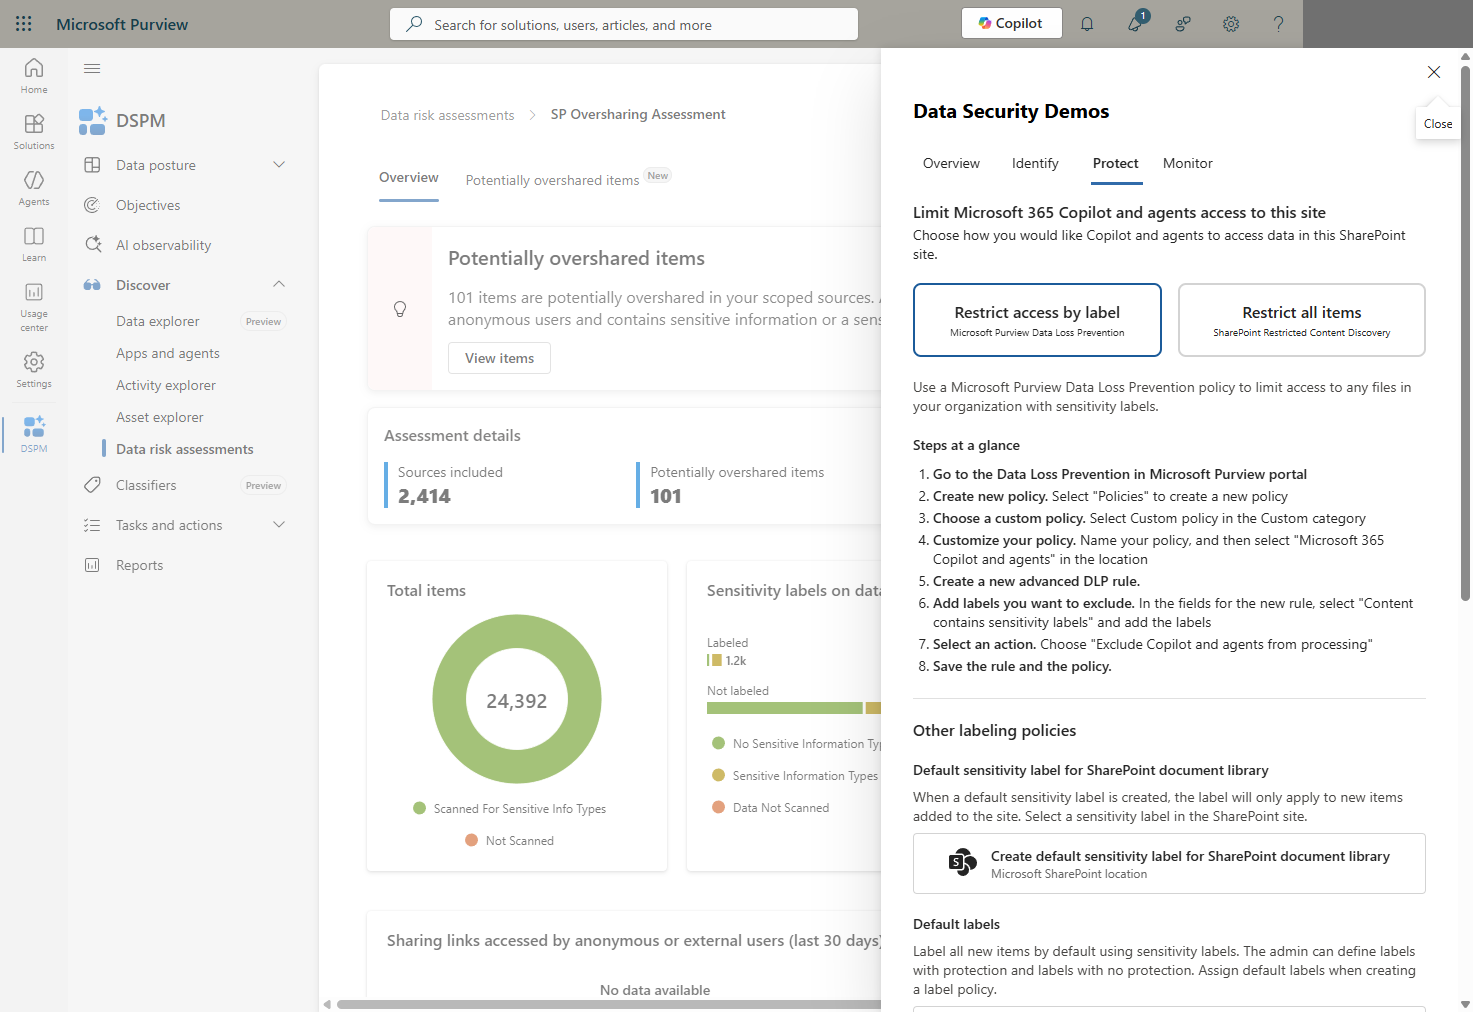 Microsoft Purview
Search for solutions, users, articles, and more
Copilot
1
Home
Solutions
Agents
Learn
Usage
center
Settings
DSPM
DSPM
Data posture
Objectives
AI observability
Discover
Data explorer
Preview
Apps and agents
Activity explorer
Asset explorer
Data risk assessments
Classifiers
Preview
Tasks and actions
Reports
Data risk assessments
SP Oversharing Assessment
Overview
Potentially overshared items
New
Potentially overshared items
101 items are potentially overshared in your scoped sources.
anonymous users and contains sensitive information or a sens
View items
Assessment details
Sources included
2,414
Potentially overshared items
101
Total items
24,392
Scanned For Sensitive Info Types
Not Scanned
Sensitivity labels on data
Labeled
1.2k
Not labeled
No Sensitive Information Typ
Sensitive Information Types
Data Not Scanned
Sharing links accessed by anonymous or external users (last 30 days)
No data available
Close
Data Security Demos
Overview
Identify
Protect
Monitor
Limit Microsoft 365 Copilot and agents access to this site
Choose how you would like Copilot and agents to access data in this SharePoint
site.
Restrict access by label
Microsoft Purview Data Loss Prevention
Restrict all items
SharePoint Restricted Content Discovery
Use a Microsoft Purview Data Loss Prevention policy to limit access to any files in
your organization with sensitivity labels.
Steps at a glance
1. Go to the Data Loss Prevention in Microsoft Purview portal
2. Create new policy. Select "Policies" to create a new policy
3. Choose a custom policy. Select Custom policy in the Custom category
4. Customize your policy. Name your policy, and then select "Microsoft 365
Copilot and agents" in the location
5. Create a new advanced DLP rule.
6. Add labels you want to exclude. In the fields for the new rule, select "Content
contains sensitivity labels" and add the labels
7. Select an action. Choose "Exclude Copilot and agents from processing"
8. Save the rule and the policy.
Other labeling policies
Default sensitivity label for SharePoint document library
When a default sensitivity label is created, the label will only apply to new items
added to the site. Select a sensitivity label in the SharePoint site.
Create default sensitivity label for SharePoint document library
Microsoft SharePoint location
Default labels
Label all new items by default using sensitivity labels. The admin can define labels
with protection and labels with no protection. Assign default labels when creating
a label policy.